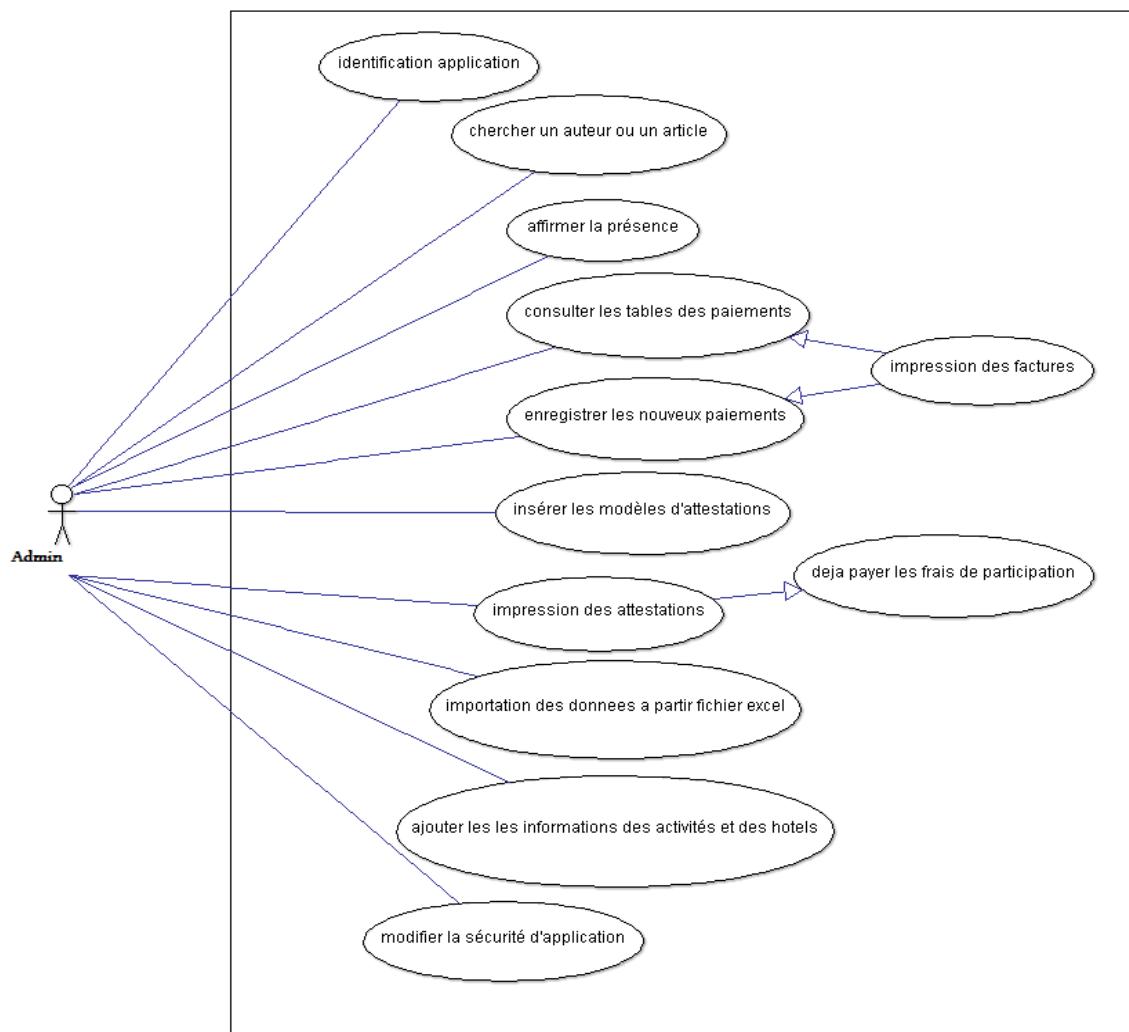 identification application
chercher un auteur ou un article
affirmer la présence
consulter les tables des paiements
impression des factures
enregistrer les nouveux paiements
insérer les modèles d'attestations
Admin
deja payer les frais de participation
impression des attestations
importation des donnees a partir fichier excel
ajouter les les informations des activités et des hotels
modifier la sécurité d'application